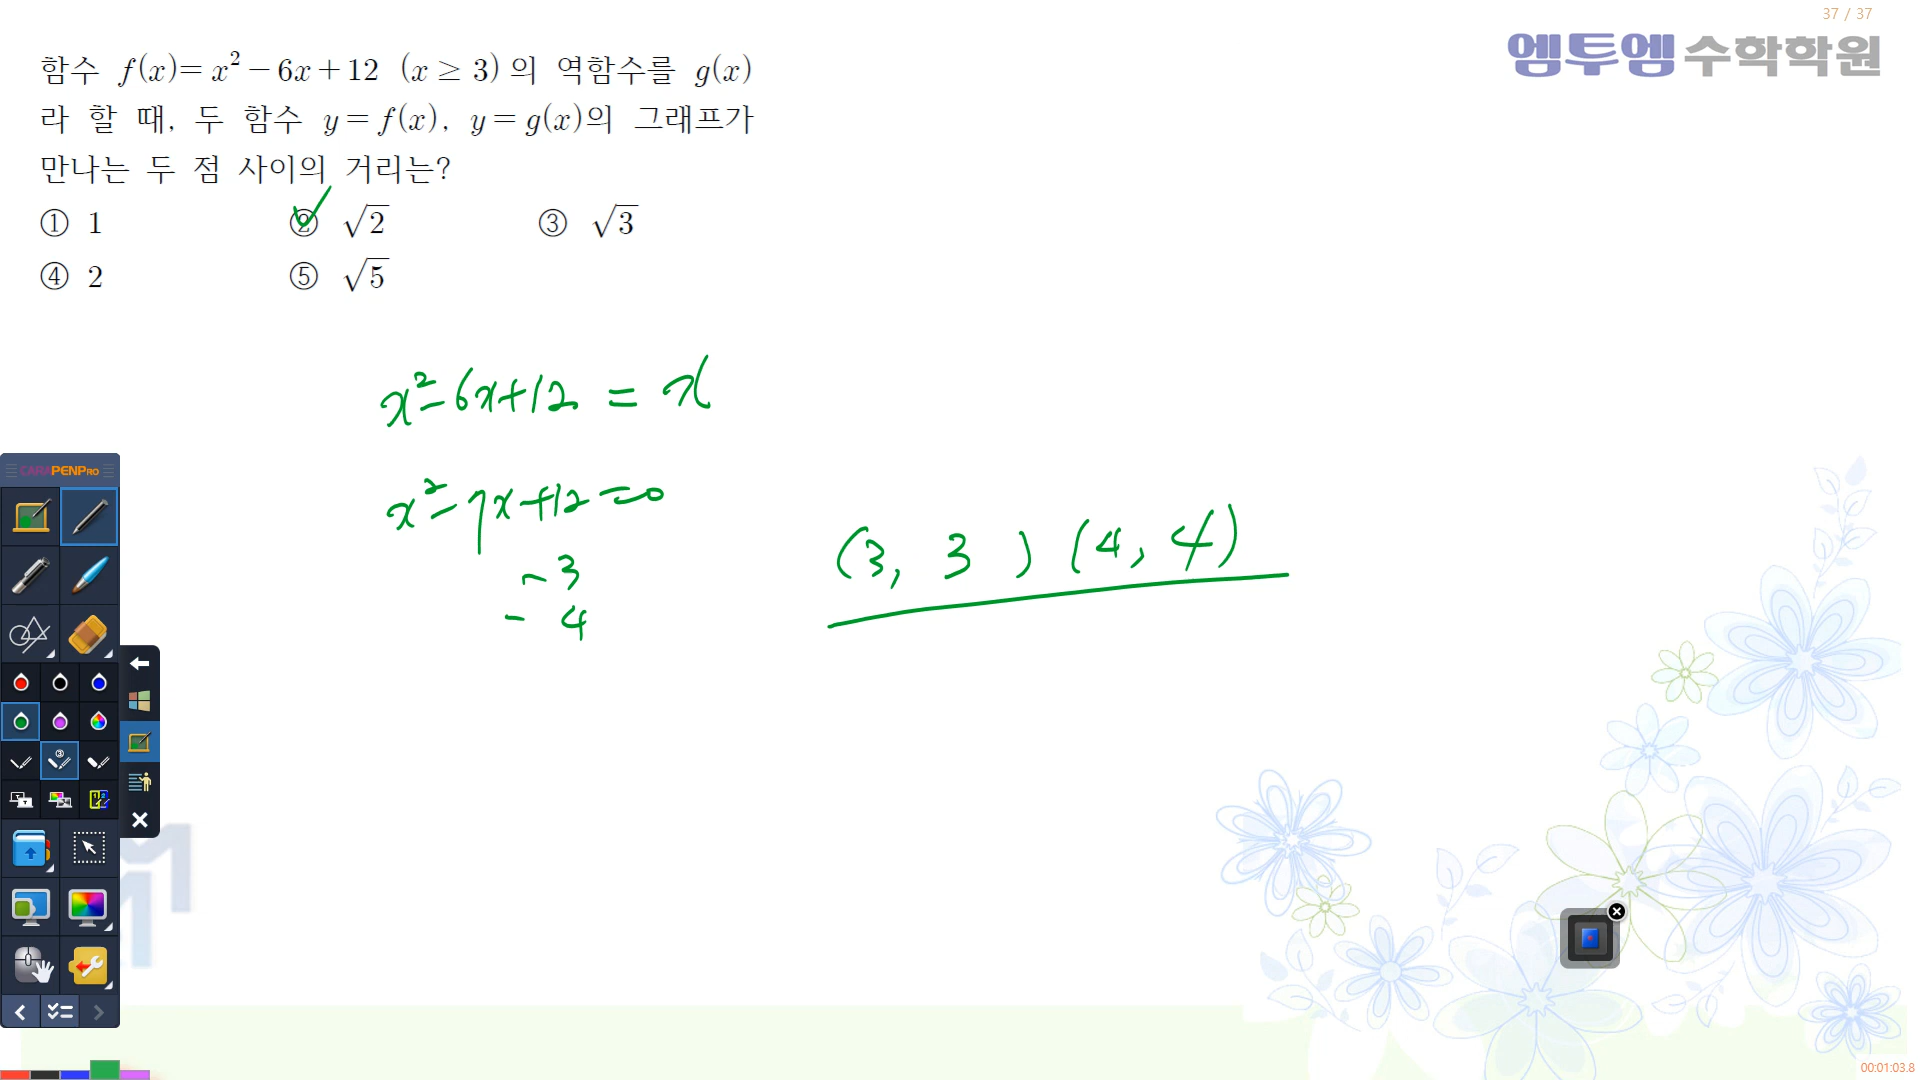 37 / 37
엠투엠 수학학원
함수 f(x)= x² − 6x + 12 (x ≥ 3)의 역함수를 g(x)
라 할 때, 두 함수 y = f(x), y = g(x)의 그래프가
만나는 두 점 사이의 거리는?
① 1 ② √2 ③ √3
④ 2 ⑤ √5
x² − 6x + 12 = x
x² − 7x + 12 = 0
− 3
− 4
(3, 3) (4, 4)
CARAPENPRO
00:01:03.8